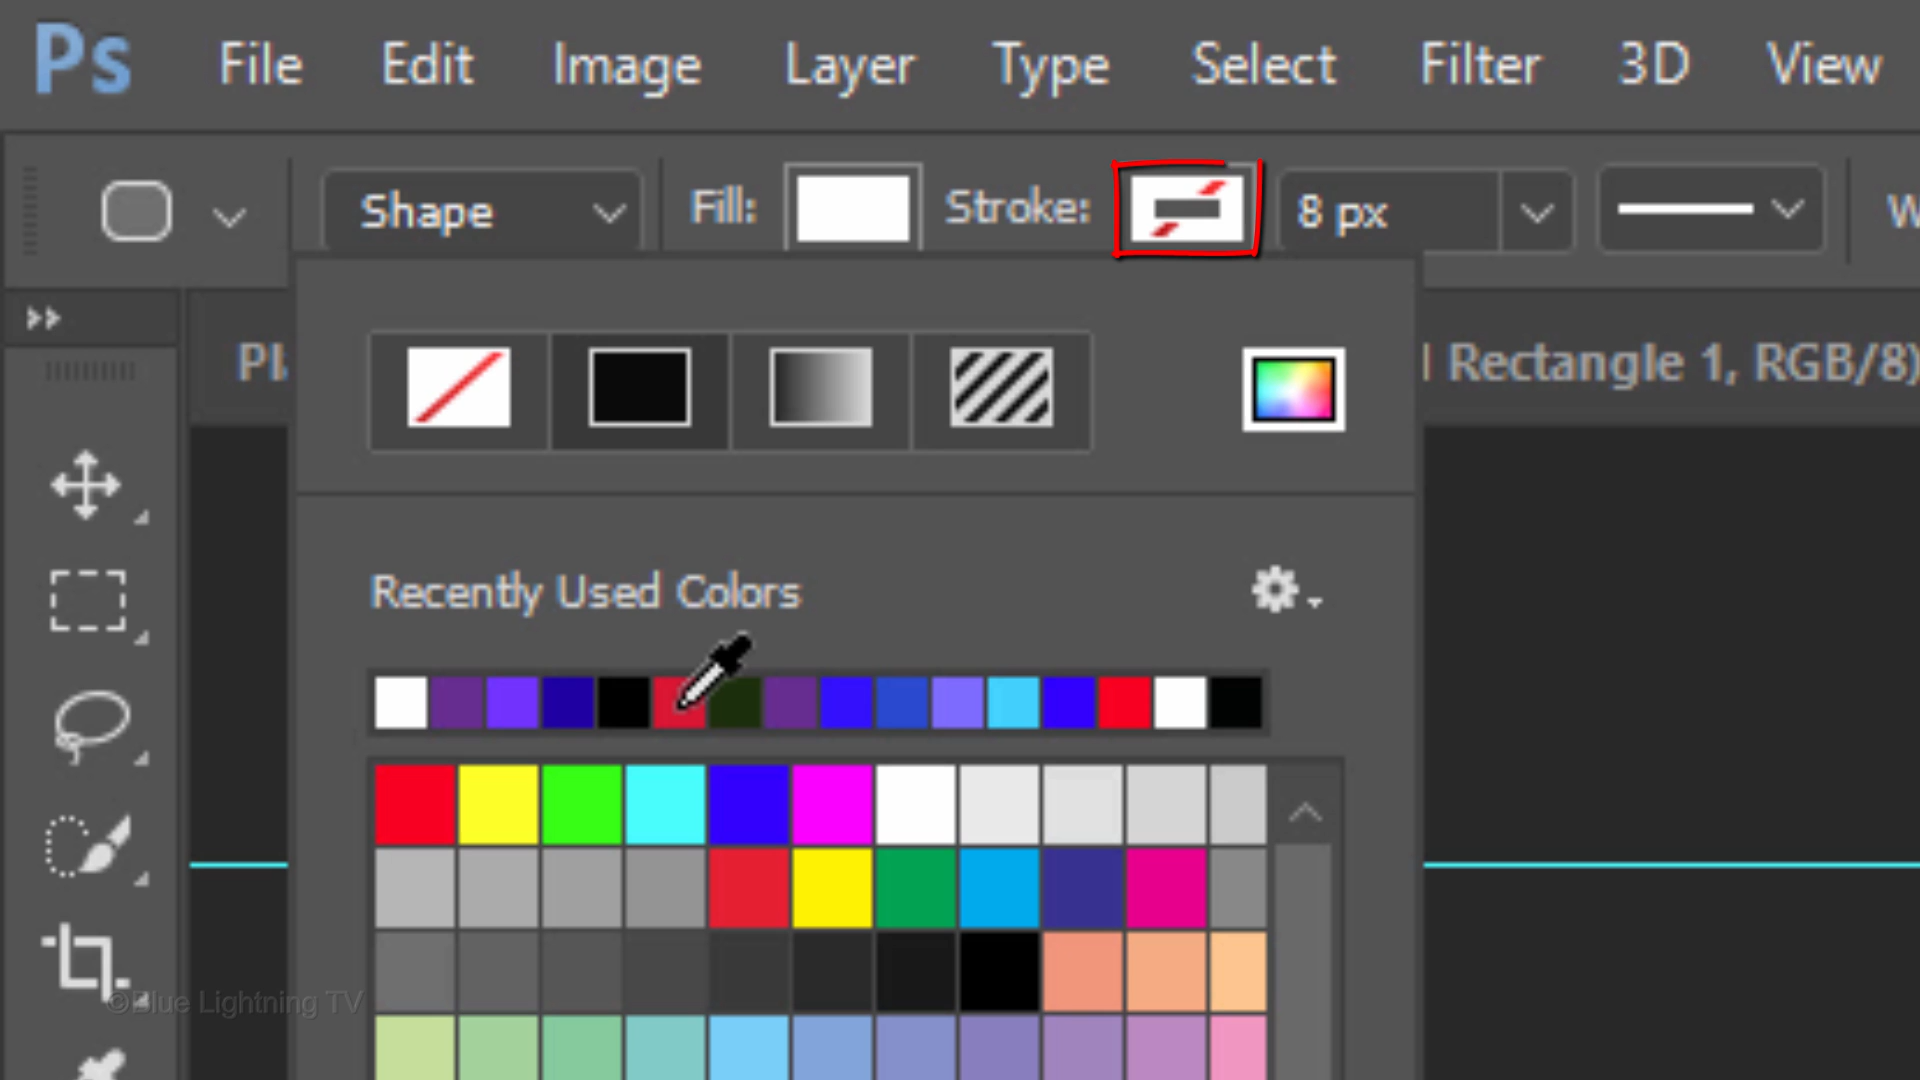 Ps File Edit Image Layer Type Select Filter 3D View
Shape Fill: Stroke: 8 px W
Rectangle 1, RGB/8)
Recently Used Colors
©Blue Lightning TV